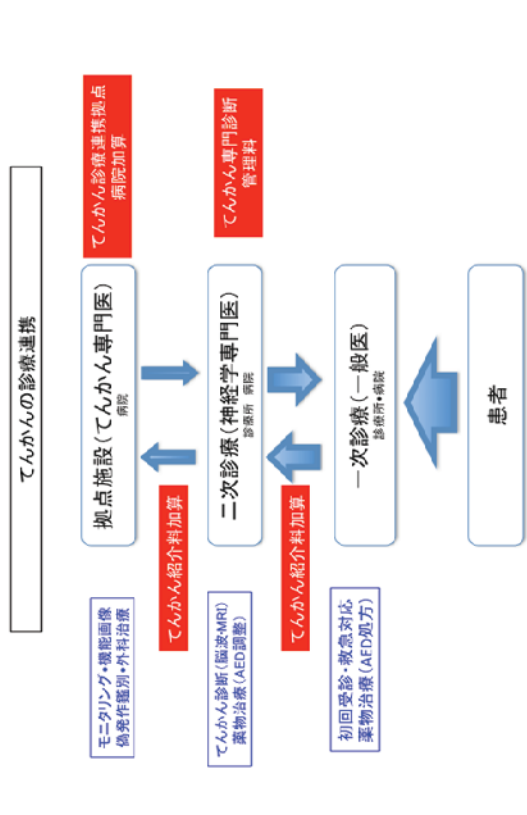 てんかんの診療連携
モニタリング・機能画像
偽発作鑑別・外科治療
拠点施設(てんかん専門医)
病院
てんかん診療連携拠点
病院加算
てんかん紹介料加算
てんかん診断(脳波・MRI)
薬物治療(AED調整)
二次診療(神経学専門医)
診療所 病院
てんかん専門診断
管理料
てんかん紹介料加算
初回受診・救急対応
薬物治療(AED処方)
一次診療(一般医)
診療所・病院
患者